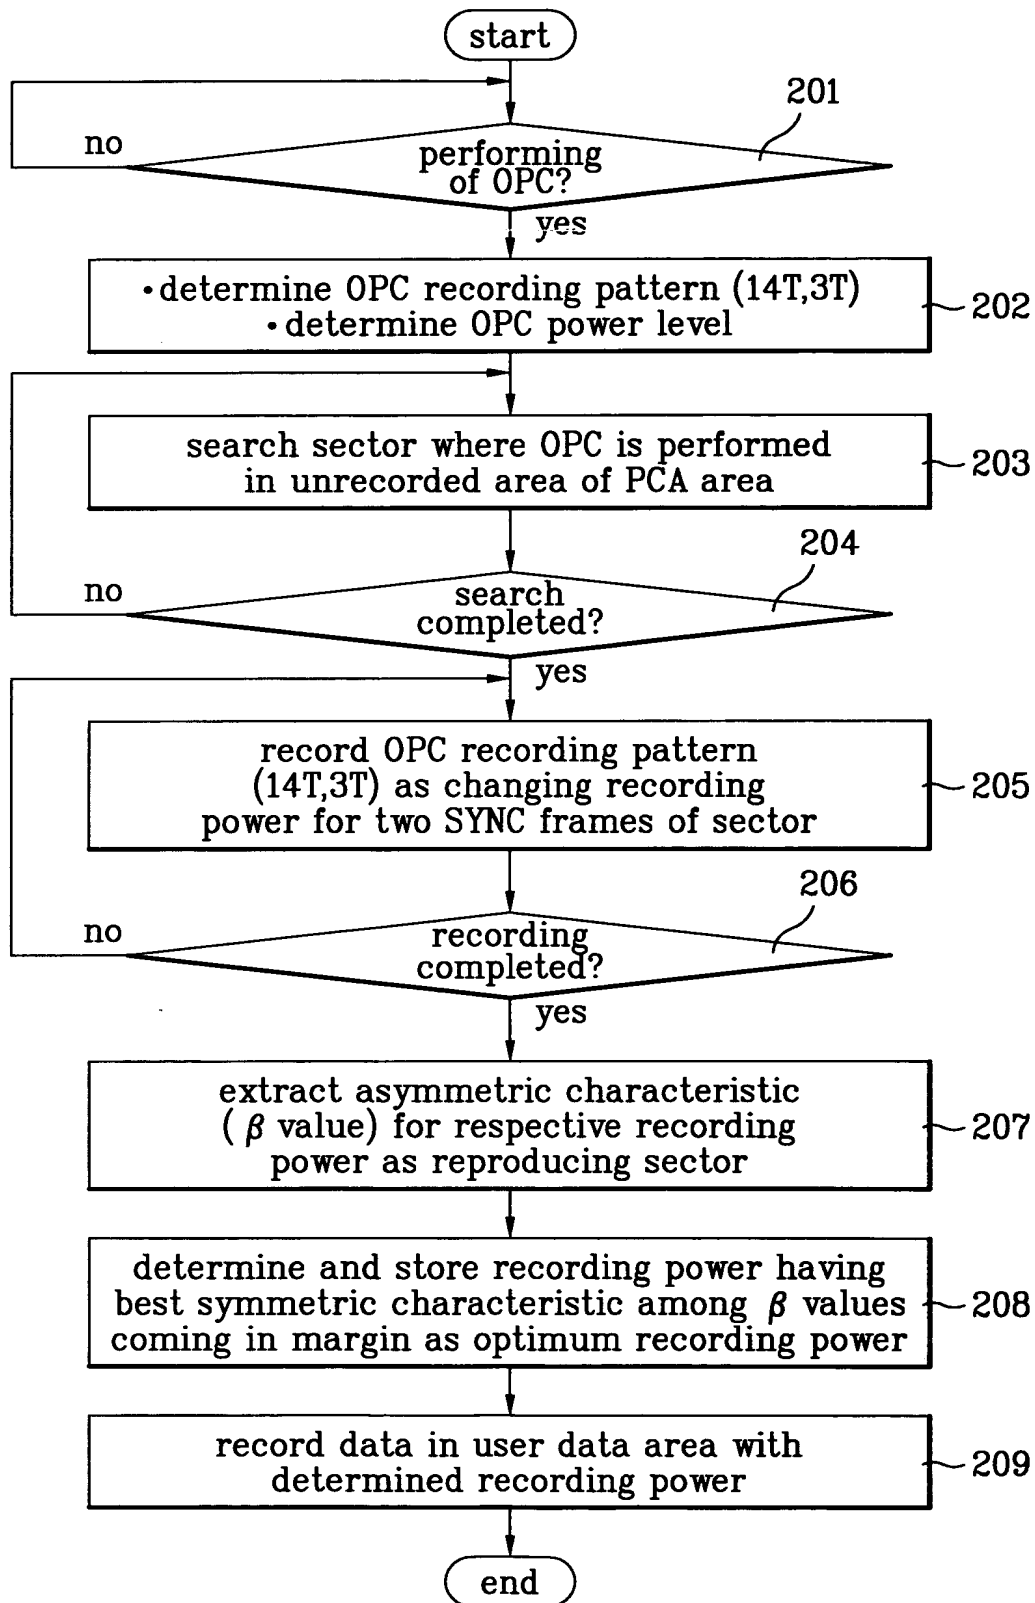 start
201
no
performing
of OPC?
yes
•determine OPC recording pattern (14T,3T)
•determine OPC power level
202
search sector where OPC is performed
in unrecorded area of PCA area
203
204
no
search
completed?
yes
record OPC recording pattern
(14T,3T) as changing recording
power for two SYNC frames of sector
205
206
no
recording
completed?
yes
extract asymmetric characteristic
( β value) for respective recording
power as reproducing sector
207
determine and store recording power having
best symmetric characteristic among β values
coming in margin as optimum recording power
208
record data in user data area with
determined recording power
209
end